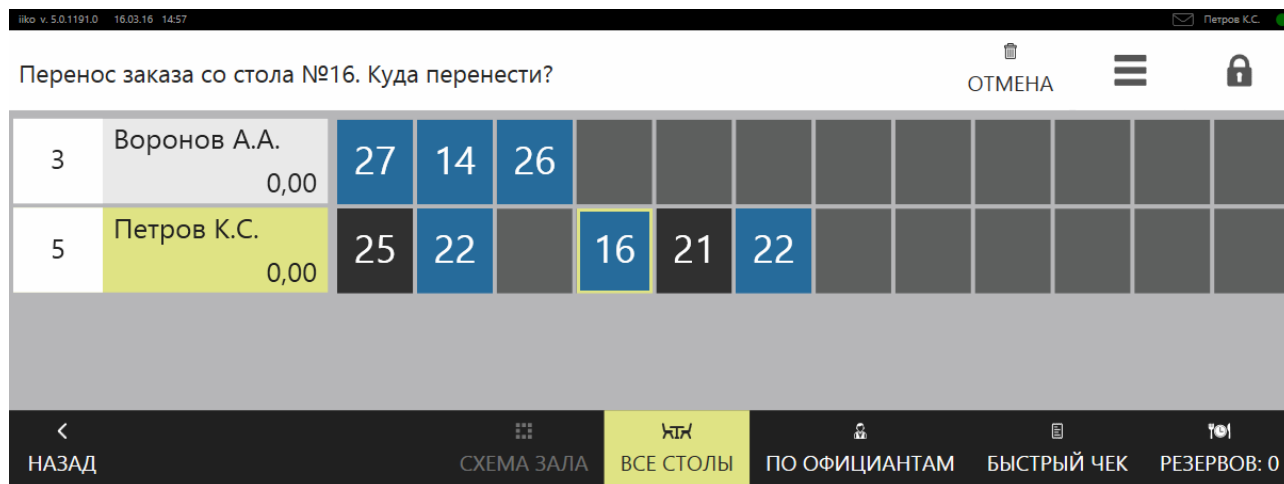 iiko v. 5.0.1191.0 16.03.16 14:57 Петров К.С.
Перенос заказа со стола №16. Куда перенести?
ОТМЕНА
3 Воронов А.А. 0,00 27 14 26
5 Петров К.С. 0,00 25 22 16 21 22
НАЗАД СХЕМА ЗАЛА ВСЕ СТОЛЫ ПО ОФИЦИАНТАМ БЫСТРЫЙ ЧЕК РЕЗЕРВОВ: 0